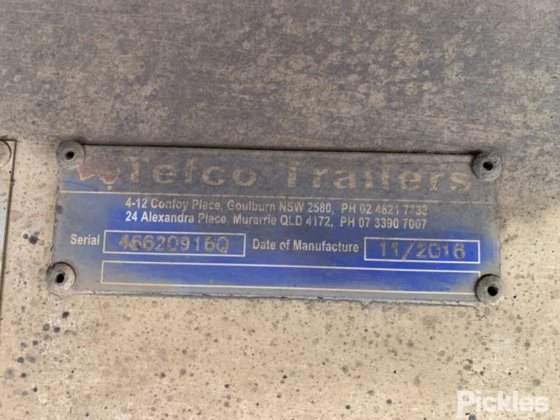 Tefco Trailers
4-12 Confoy Place, Goulburn NSW 2580, PH 02 4821 7333
24 Alexandra Place, Murarrie QLD 4172, PH 07 3390 7007
Serial 46620916Q Date of Manufacture 11/2016
Pickles